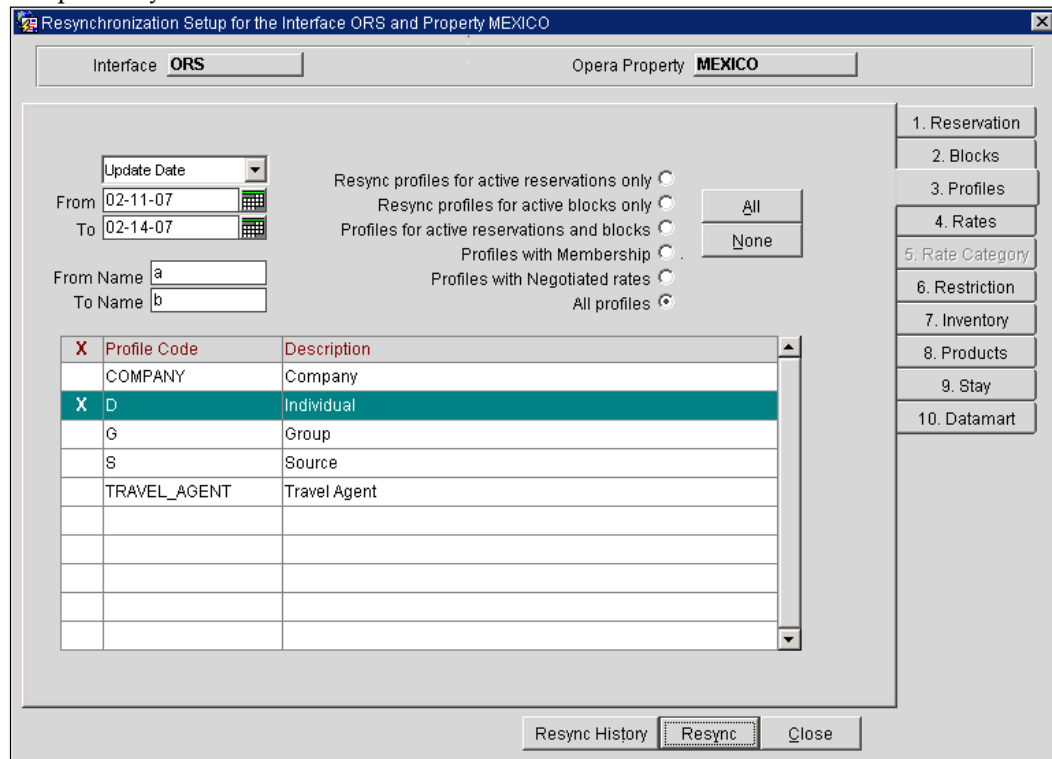 Resynchronization Setup for the Interface ORS and Property MEXICO
Interface ORS
Opera Property MEXICO
1. Reservation
2. Blocks
3. Profiles
4. Rates
5. Rate Category
6. Restriction
7. Inventory
8. Products
9. Stay
10. Datamart
Update Date
From 02-11-07
To 02-14-07
From Name a
To Name b
Resync profiles for active reservations only
Resync profiles for active blocks only
Profiles for active reservations and blocks
Profiles with Membership .
Profiles with Negotiated rates
All profiles
All
None
X Profile Code Description
COMPANY Company
X D Individual
G Group
S Source
TRAVEL_AGENT Travel Agent
Resync History Resync Close